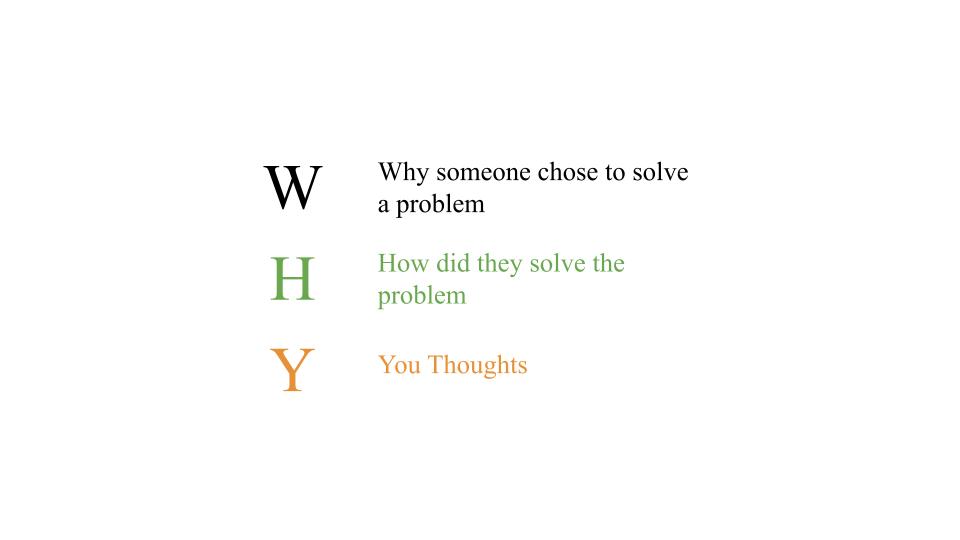 W
Why someone chose to solve
a problem
H
How did they solve the
problem
Y
You Thoughts